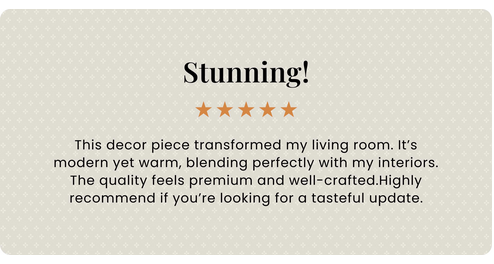 Stunning!
This decor piece transformed my living room. It’s
modern yet warm, blending perfectly with my interiors.
The quality feels premium and well-crafted.Highly
recommend if you’re looking for a tasteful update.